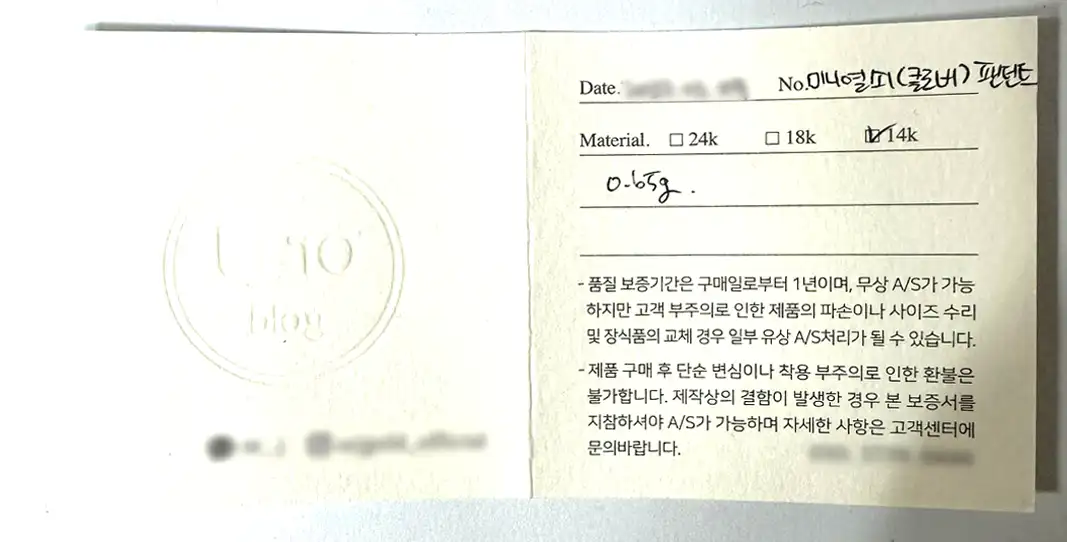 blog
Date. No.미니열쇠(클로버) 팬던트
Material. □ 24k □ 18k ☑ 14k
0.65g.
- 품질 보증기간은 구매일로부터 1년이며, 무상 A/S가 가능
하지만 고객 부주의로 인한 제품의 파손이나 사이즈 수리
및 장식품의 교체 경우 일부 유상 A/S처리가 될 수 있습니다.
- 제품 구매 후 단순 변심이나 착용 부주의로 인한 환불은
불가합니다. 제작상의 결함이 발생한 경우 본 보증서를
지참하셔야 A/S가 가능하며 자세한 사항은 고객센터에
문의바랍니다.